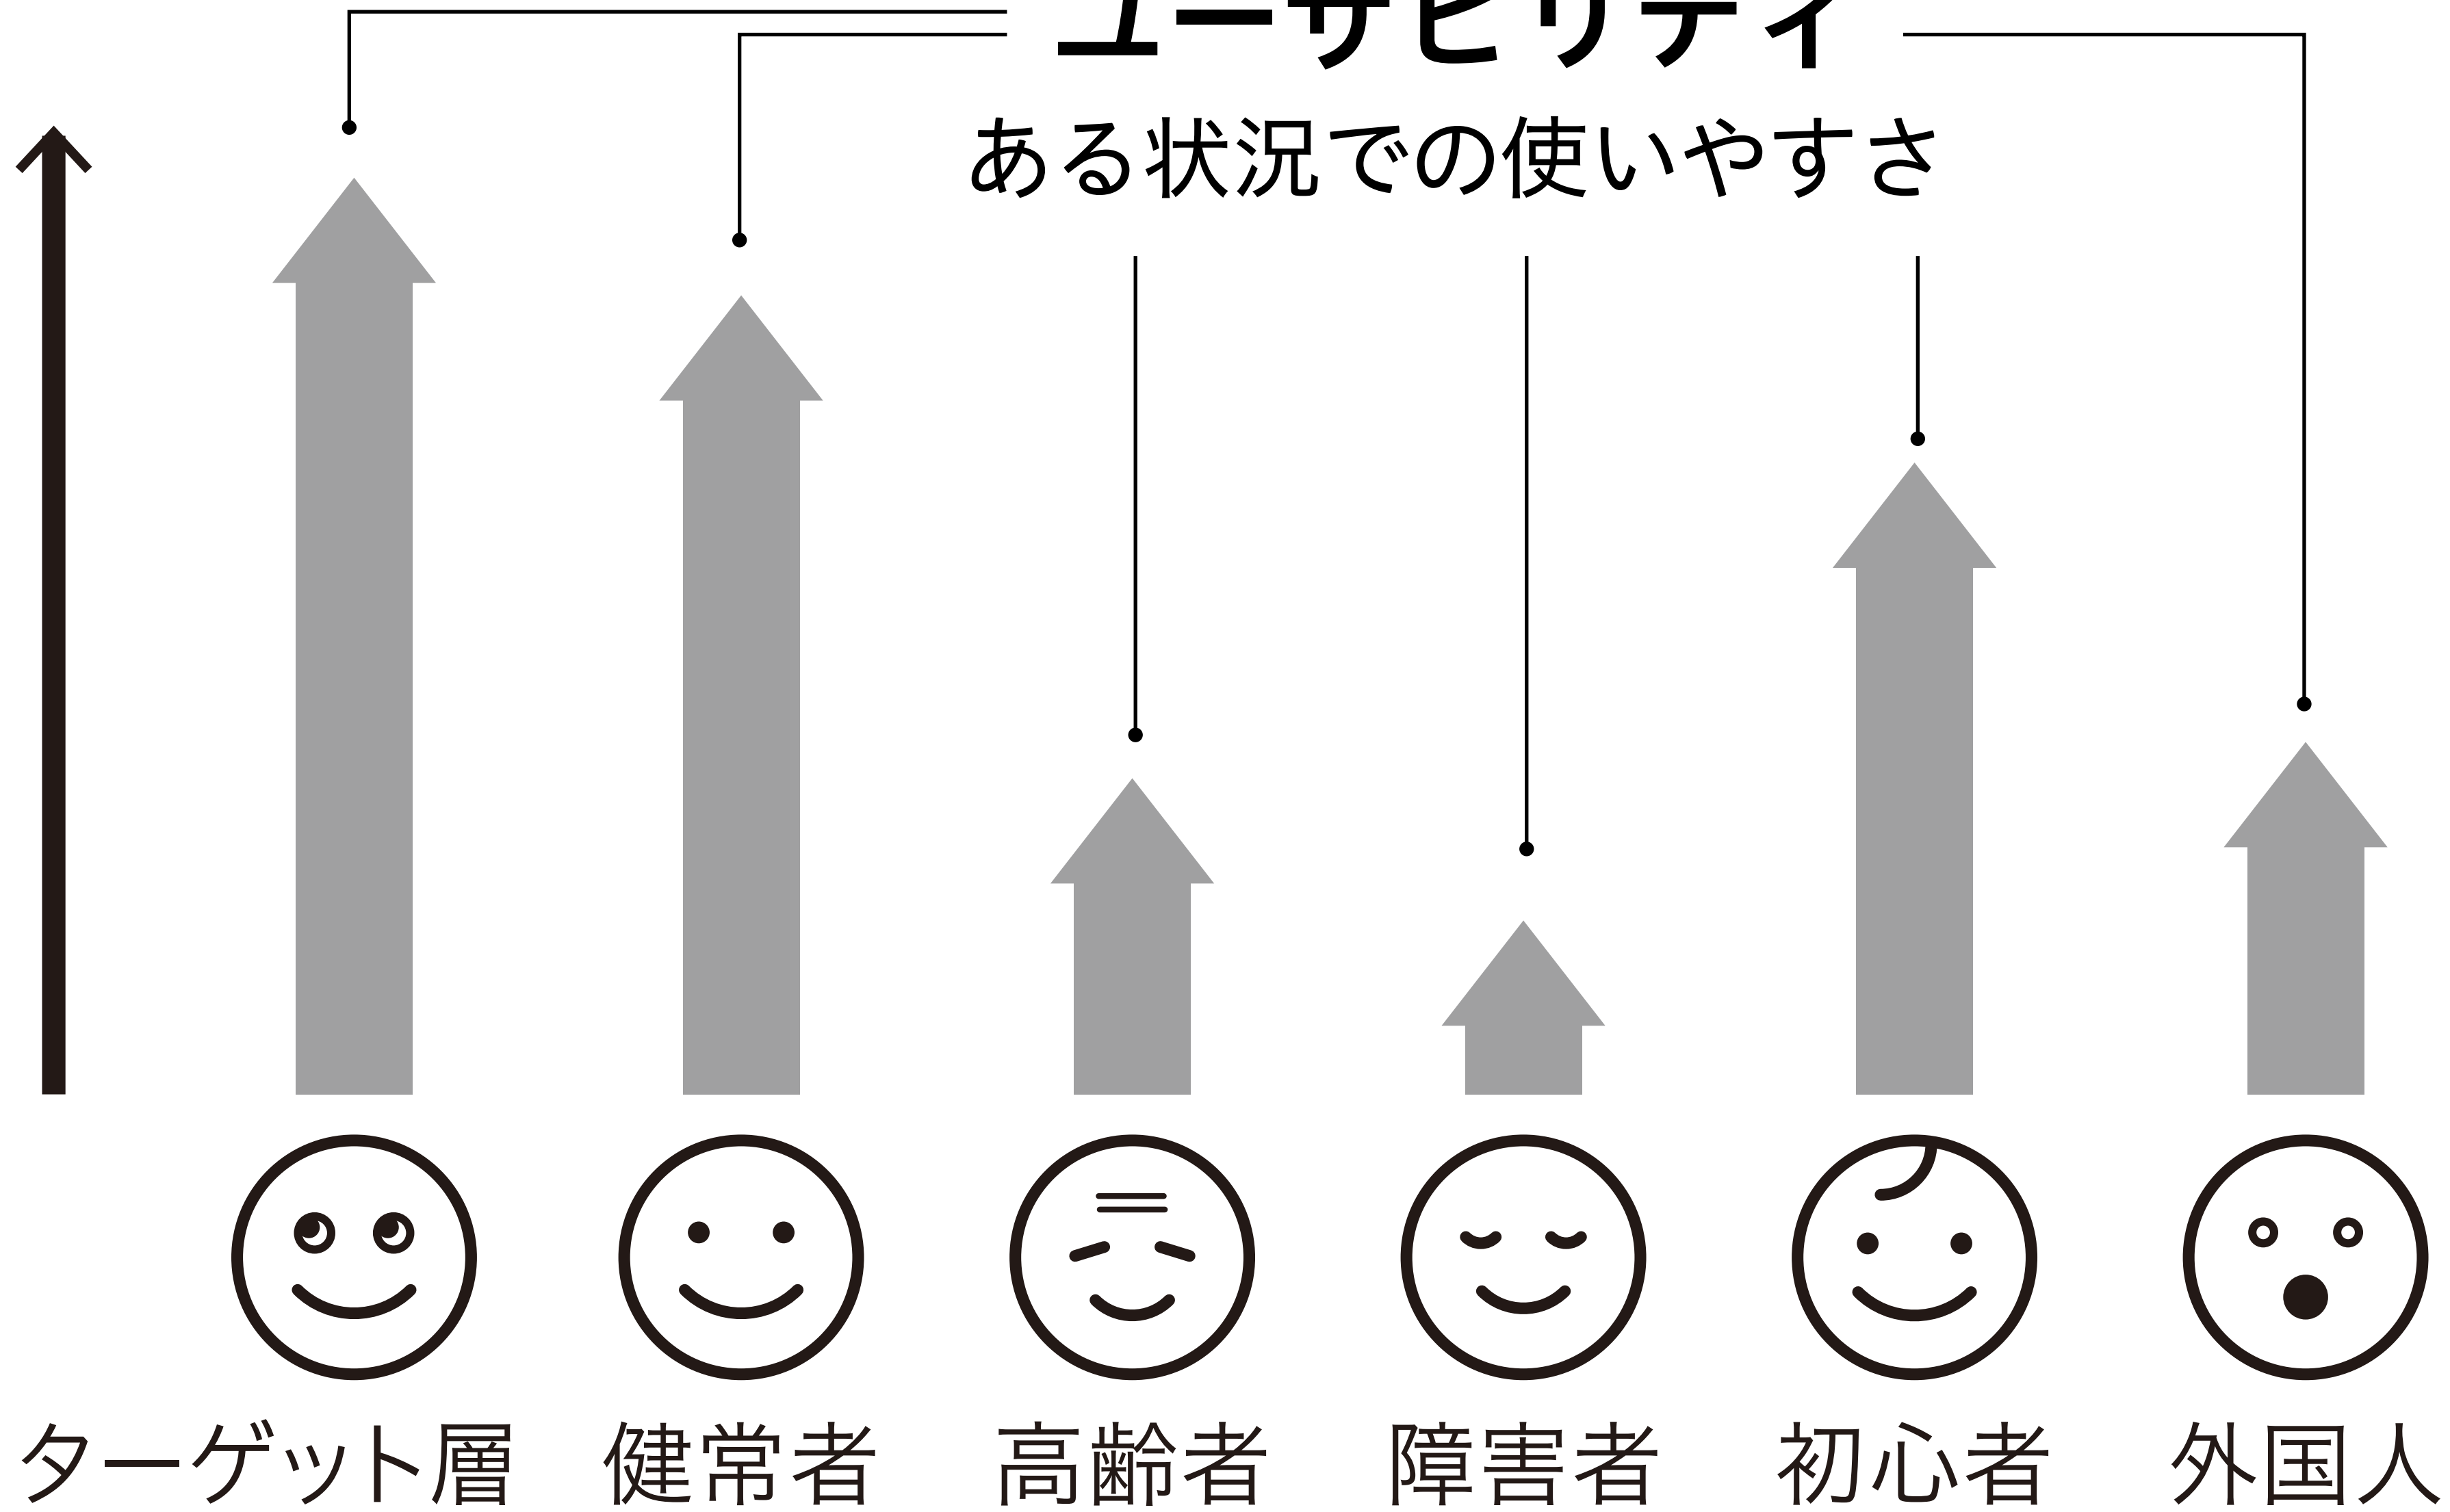 ユーザビリティ
ある状況での使いやすさ
ターゲット層 健常者 高齢者 障害者 初心者 外国人